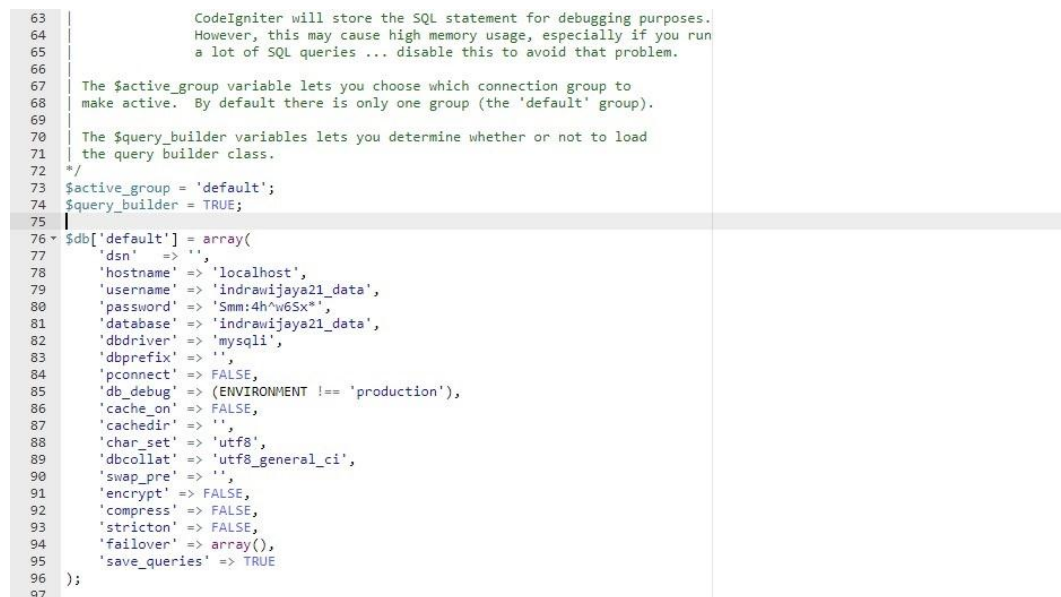 63 | CodeIgniter will store the SQL statement for debugging purposes.
64 | However, this may cause high memory usage, especially if you run
65 | a lot of SQL queries ... disable this to avoid that problem.
66 |
67 | The $active_group variable lets you choose which connection group to
68 | make active.  By default there is only one group (the 'default' group).
69 |
70 | The $query_builder variables lets you determine whether or not to load
71 | the query builder class.
72 */
73 $active_group = 'default';
74 $query_builder = TRUE;
75
76 $db['default'] = array(
77     'dsn'   => '',
78     'hostname' => 'localhost',
79     'username' => 'indrawijaya21_data',
80     'password' => 'Smm:4h^w6Sx*',
81     'database' => 'indrawijaya21_data',
82     'dbdriver' => 'mysqli',
83     'dbprefix' => '',
84     'pconnect' => FALSE,
85     'db_debug' => (ENVIRONMENT !== 'production'),
86     'cache_on' => FALSE,
87     'cachedir' => '',
88     'char_set' => 'utf8',
89     'dbcollat' => 'utf8_general_ci',
90     'swap_pre' => '',
91     'encrypt' => FALSE,
92     'compress' => FALSE,
93     'stricton' => FALSE,
94     'failover' => array(),
95     'save_queries' => TRUE
96 );
97